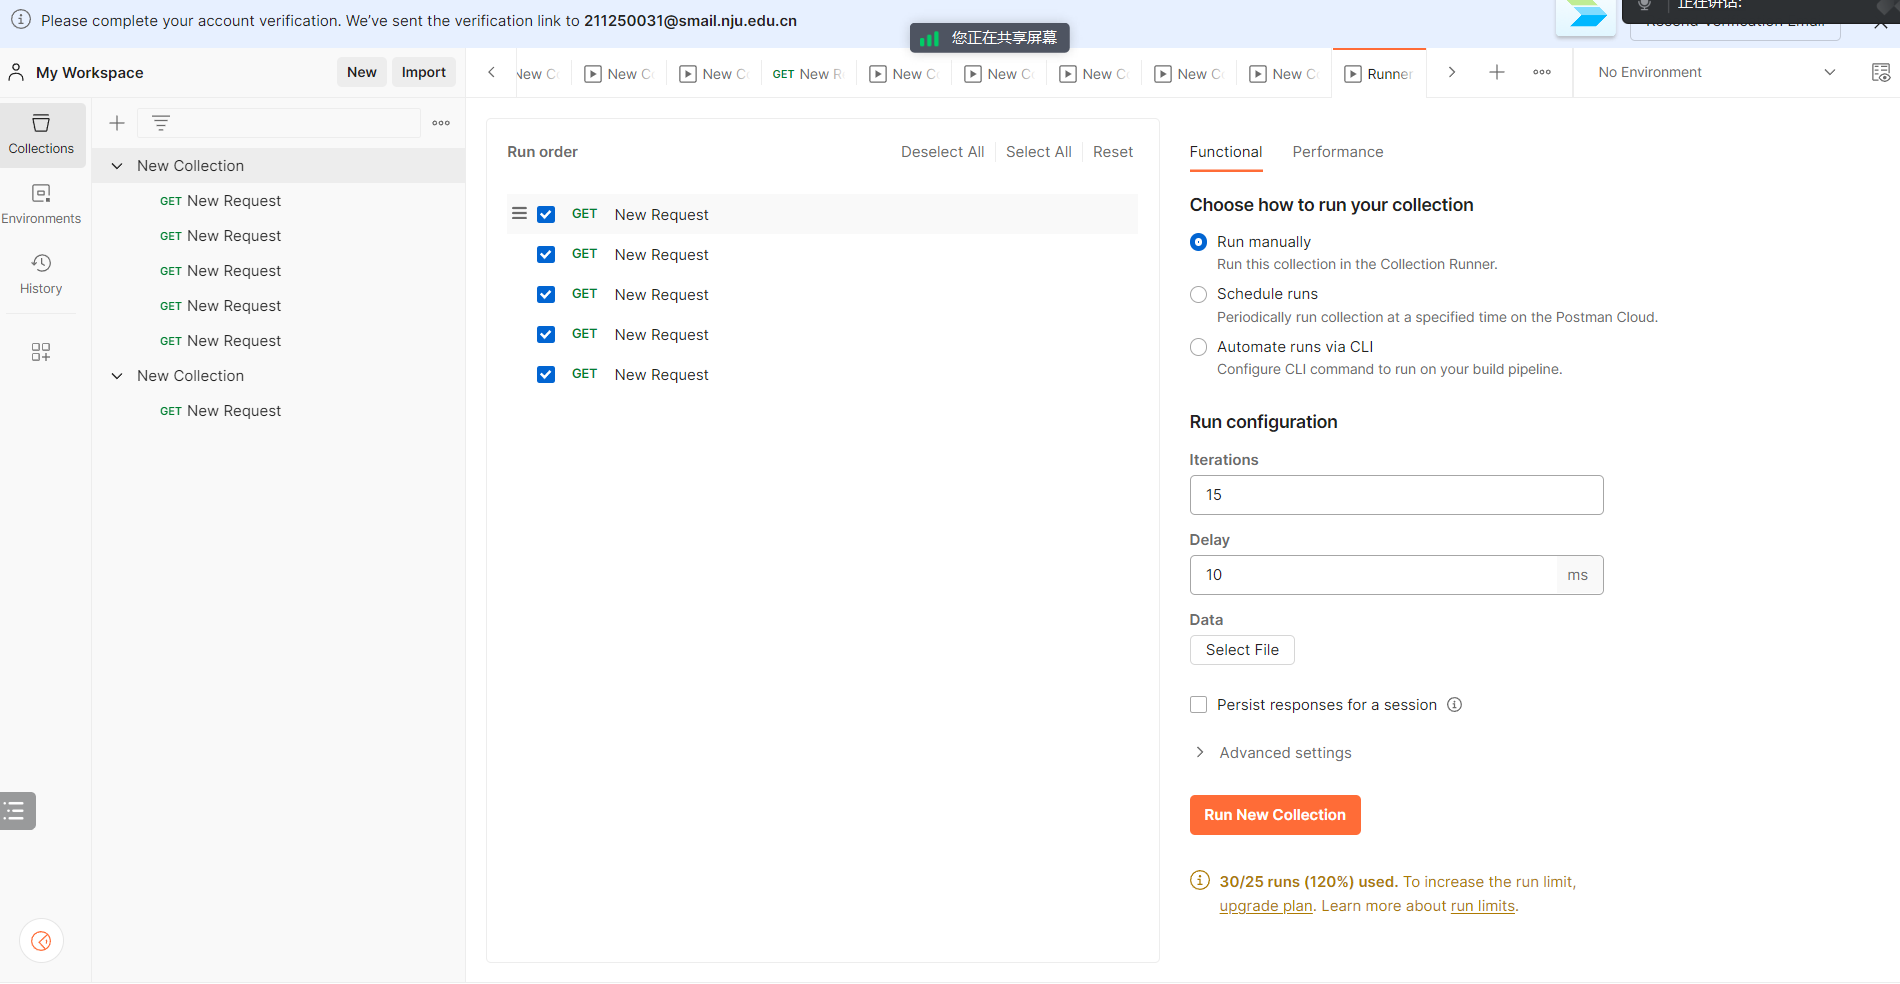 Please complete your account verification. We've sent the verification link to 211250031@smail.nju.edu.cn
正在讲话:
您正在共享屏幕
My Workspace
New
Import
New C
New C
GET New R
New C
New C
New C
New C
New C
Runner
No Environment
Collections
Environments
History
New Collection
GET New Request
GET New Request
GET New Request
GET New Request
GET New Request
New Collection
GET New Request
Run order
Deselect All
Select All
Reset
GET New Request
GET New Request
GET New Request
GET New Request
GET New Request
Functional
Performance
Choose how to run your collection
Run manually
Run this collection in the Collection Runner.
Schedule runs
Periodically run collection at a specified time on the Postman Cloud.
Automate runs via CLI
Configure CLI command to run on your build pipeline.
Run configuration
Iterations
15
Delay
10 ms
Data
Select File
Persist responses for a session
Advanced settings
Run New Collection
30/25 runs (120%) used. To increase the run limit,
upgrade plan. Learn more about run limits.